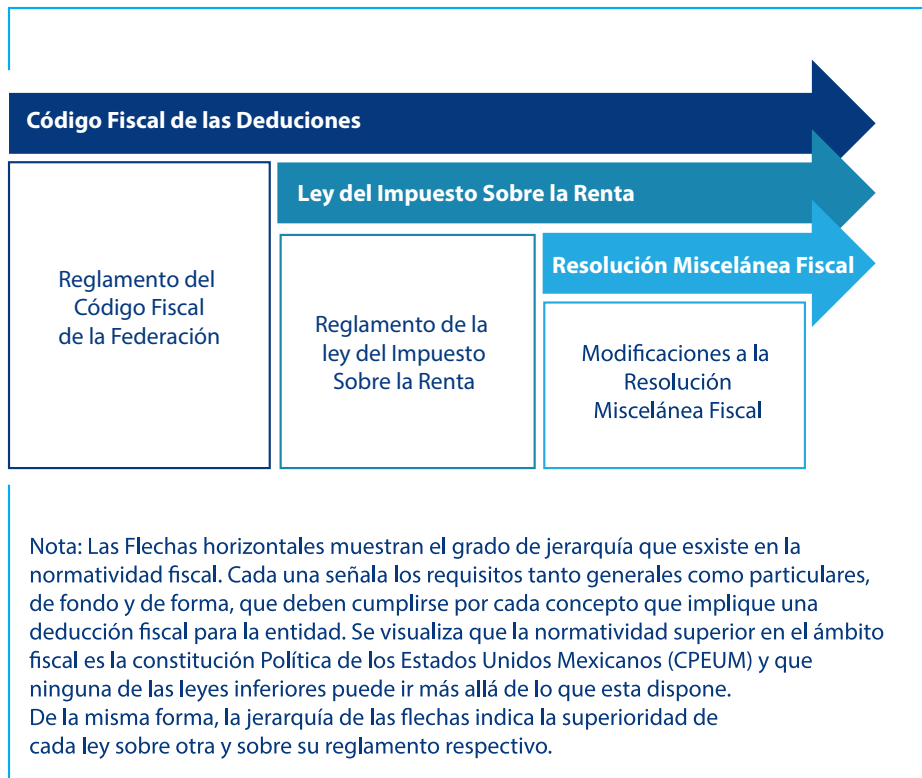 Código Fiscal de las Deduciones
Ley del Impuesto Sobre la Renta
Resolución Miscelánea Fiscal
Reglamento del
Código Fiscal
de la Federación
Reglamento de la
ley del Impuesto
Sobre la Renta
Modificaciones a la
Resolución
Miscelánea Fiscal
Nota: Las Flechas horizontales muestran el grado de jerarquía que esxiste en la
normatividad fiscal. Cada una señala los requisitos tanto generales como particulares,
de fondo y de forma, que deben cumplirse por cada concepto que implique una
deducción fiscal para la entidad. Se visualiza que la normatividad superior en el ámbito
fiscal es la constitución Política de los Estados Unidos Mexicanos (CPEUM) y que
ninguna de las leyes inferiores puede ir más allá de lo que esta dispone.
De la misma forma, la jerarquía de las flechas indica la superioridad de
cada ley sobre otra y sobre su reglamento respectivo.